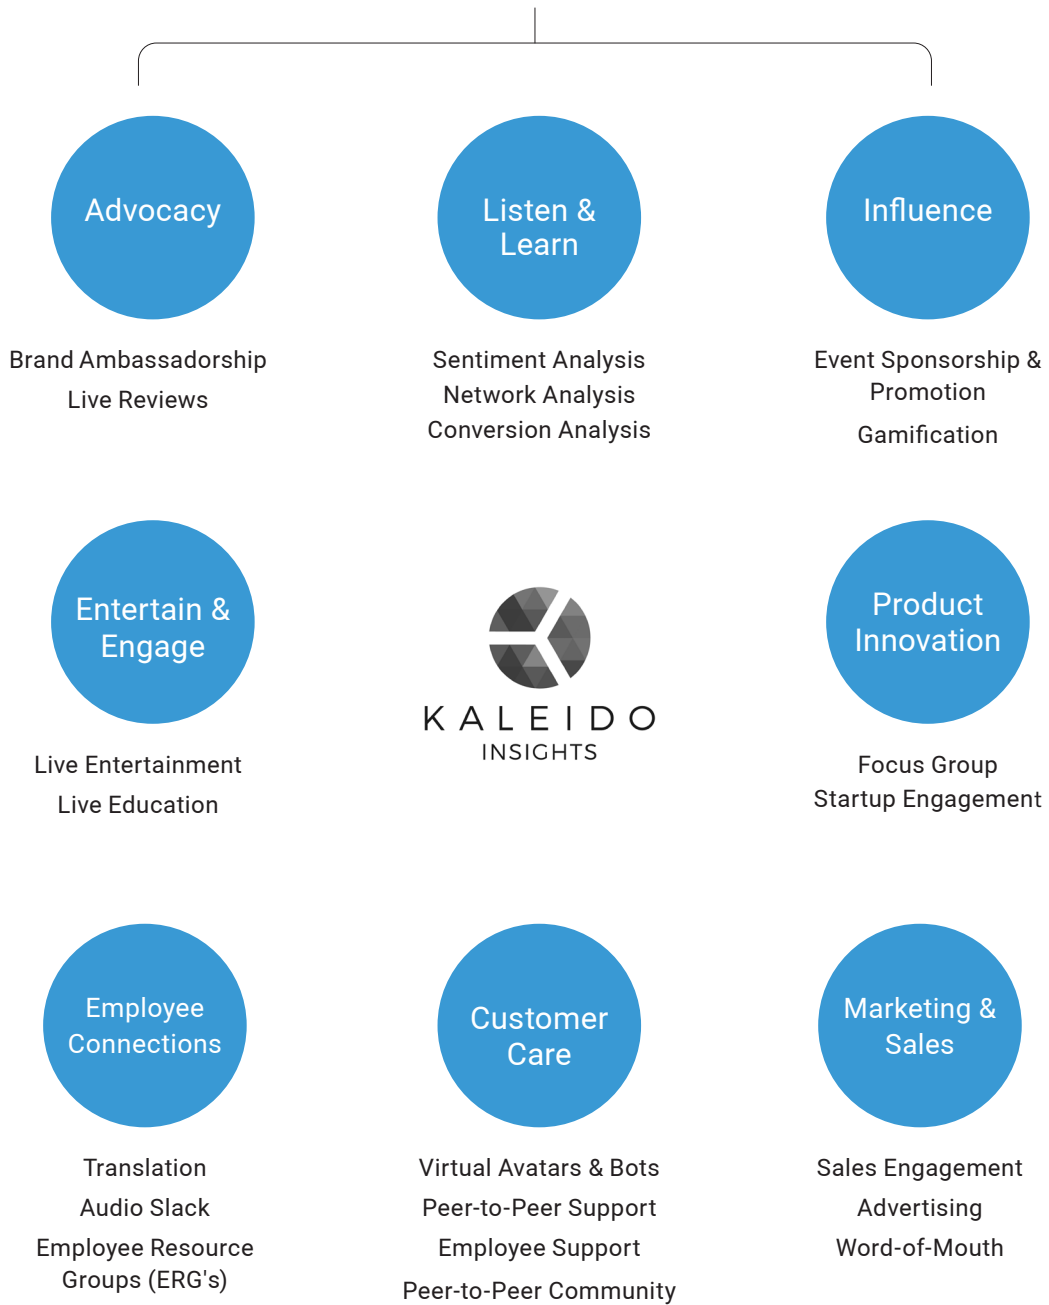 Advocacy
Brand Ambassadorship
Live Reviews
Listen &
Learn
Sentiment Analysis
Network Analysis
Conversion Analysis
Influence
Event Sponsorship &
Promotion
Gamification
Entertain &
Engage
Live Entertainment
Live Education
KALEIDO
INSIGHTS
Product
Innovation
Focus Group
Startup Engagement
Employee
Connections
Translation
Audio Slack
Employee Resource
Groups (ERG's)
Customer
Care
Virtual Avatars & Bots
Peer-to-Peer Support
Employee Support
Peer-to-Peer Community
Marketing &
Sales
Sales Engagement
Advertising
Word-of-Mouth